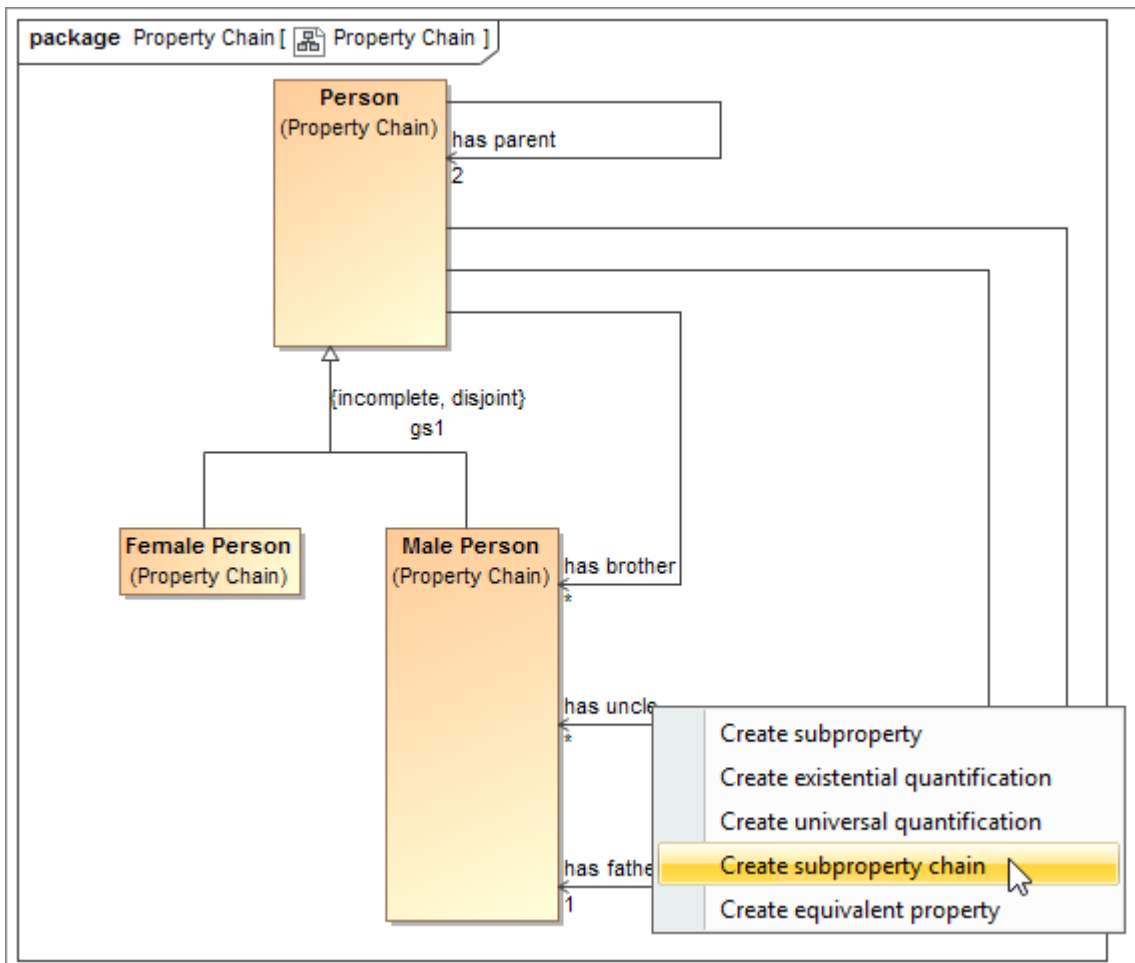 package Property Chain [ Property Chain ]
Person
(Property Chain)
has parent
2
{incomplete, disjoint}
gs1
Female Person
(Property Chain)
Male Person
(Property Chain)
has brother
*
has uncle
*
has fathe
1
Create subproperty
Create existential quantification
Create universal quantification
Create subproperty chain
Create equivalent property